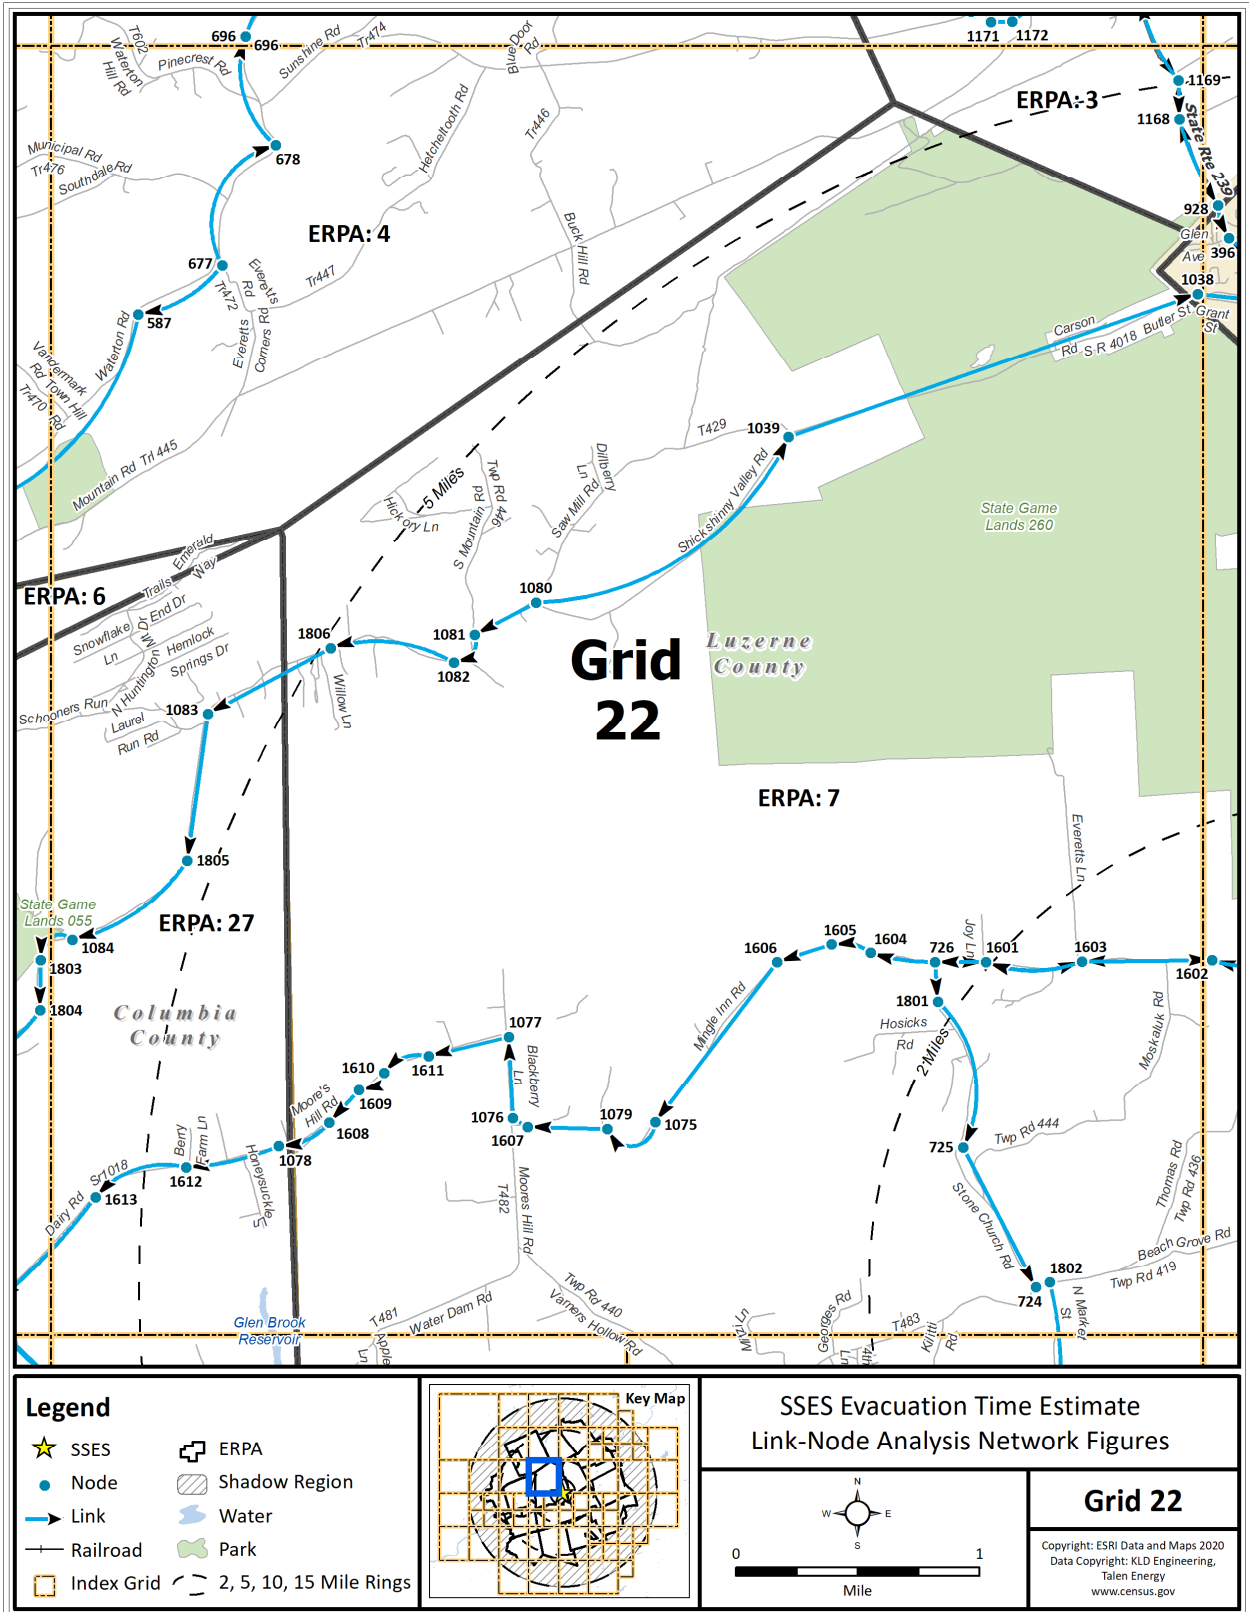 696
696
T602
Waterton
Hill Rd
Pinecrest Rd
Sunshine Rd
Tr474
Blue Door
Rd
1171
1172
1169
ERPA: 3
1168
State Rte 239
Municipal Rd
Tr476
Southdale Rd
678
Hetcheltooth Rd
Tr446
ERPA: 4
Buck Hill Rd
928
Glen
Ave
396
677
Tr472
Everetts
Rd
Tr447
1038
587
Waterton Rd
Everetts
Corners Rd
Carson
Rd
S R 4018
Butler St
Grant
St
Vandermark
Rd
Town Hill
Rd
Tr470
Mountain Rd
Trl 445
T429
1039
5 Miles
Hickory Ln
Twp Rd 446
S Mountain Rd
Dillberry
Ln
Saw Mill Rd
Shickshinny Valley Rd
State Game
Lands 260
Emerald
Way
Trails
End Dr
ERPA: 6
Snowflake
Ln
Mt Dr
N Huntington
Hemlock
Springs Dr
Schooners Run
Laurel
Run Rd
1080
1081
1082
1806
Willow Ln
1083
Grid
22
Luzerne
County
ERPA: 7
Everetts Ln
1805
State Game
Lands 055
ERPA: 27
1084
1803
1804
Columbia
County
1605
1604
1606
726
Joy Ln
1601
1603
1602
1801
Hosicks
Rd
2 Miles
Mingle Inn Rd
Moskaluk Rd
1077
Blackberry
Ln
1611
1610
1609
1608
Moore's
Hill Rd
1076
1607
1079
1075
1078
Berry
Farm Ln
Honeysuckle
Ln
1612
Sr1018
1613
Dairy Rd
T482
Moores Hill Rd
725
Twp Rd 444
Stone Church Rd
Thomas Rd
Twp Rd 436
Beach Grove Rd
Twp Rd 419
1802
724
N Market
St
Glen Brook
Reservoir
T481
Water Dam Rd
Apple
Ln
Twp Rd 440
Varners Hollow Rd
Mitzi Ln
Georges Rd
4th
Ln
T483
Kilitti
Rd
Legend
SSES
ERPA
Node
Shadow Region
Link
Water
Railroad
Park
Index Grid
2, 5, 10, 15 Mile Rings
Key Map
SSES Evacuation Time Estimate
Link-Node Analysis Network Figures
N
W
E
S
0
1
Mile
Grid 22
Copyright: ESRI Data and Maps 2020
Data Copyright: KLD Engineering,
Talen Energy
www.census.gov